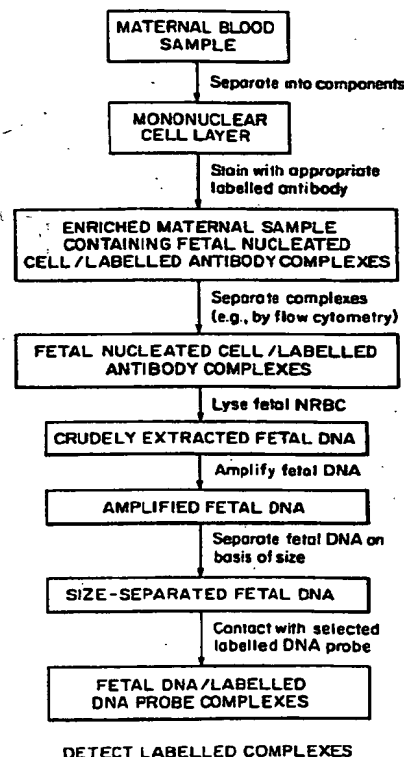 MATERNAL BLOOD
SAMPLE
Separate into components
MONONUCLEAR
CELL LAYER
Stain with appropriate
labelled antibody
ENRICHED MATERNAL SAMPLE
CONTAINING FETAL NUCLEATED
CELL/LABELLED ANTIBODY COMPLEXES
Separate complexes
(e.g., by flow cytometry)
FETAL NUCLEATED CELL/LABELLED
ANTIBODY COMPLEXES
Lyse fetal NRBC
CRUDELY EXTRACTED FETAL DNA
Amplify fetal DNA
AMPLIFIED FETAL DNA
Separate fetal DNA on
basis of size
SIZE-SEPARATED FETAL DNA
Contact with selected
labelled DNA probe
FETAL DNA/LABELLED
DNA PROBE COMPLEXES
DETECT LABELLED COMPLEXES